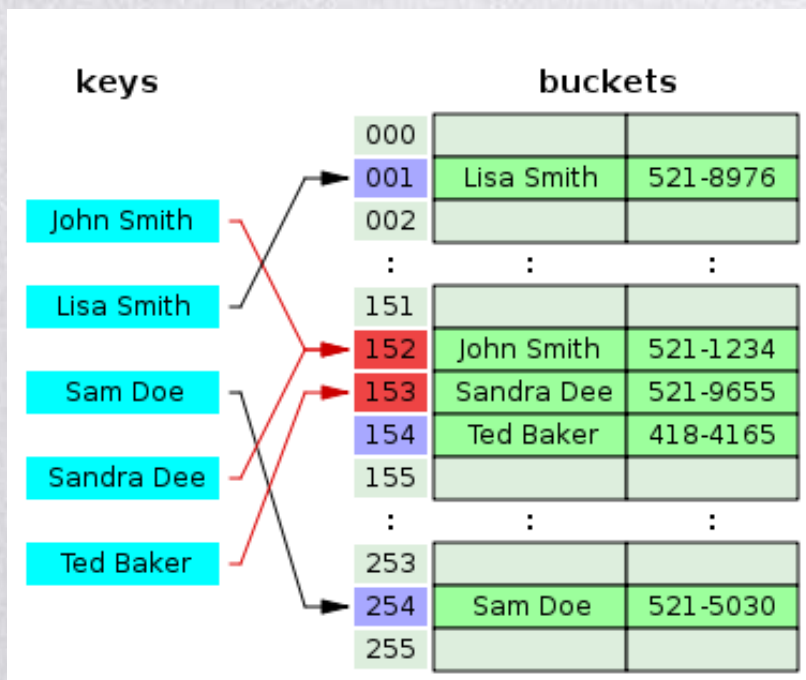 keys
buckets
John Smith
Lisa Smith
Sam Doe
Sandra Dee
Ted Baker
000
001 Lisa Smith 521-8976
002
: : :
151
152 John Smith 521-1234
153 Sandra Dee 521-9655
154 Ted Baker 418-4165
155
: : :
253
254 Sam Doe 521-5030
255